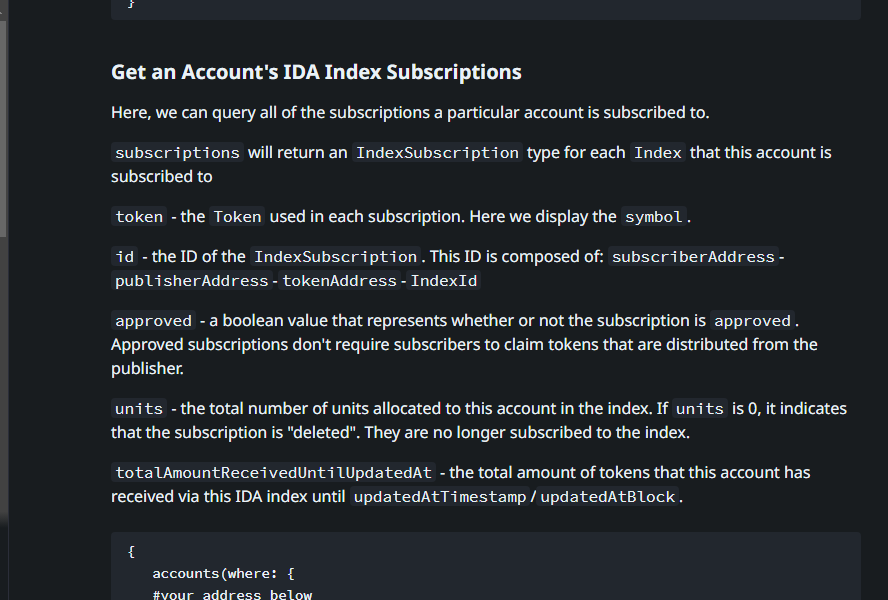 }
Get an Account's IDA Index Subscriptions
Here, we can query all of the subscriptions a particular account is subscribed to.
subscriptions will return an IndexSubscription type for each Index that this account is
subscribed to
token - the Token used in each subscription. Here we display the symbol.
id - the ID of the IndexSubscription. This ID is composed of: subscriberAddress-
publisherAddress-tokenAddress-IndexId
approved - a boolean value that represents whether or not the subscription is approved.
Approved subscriptions don't require subscribers to claim tokens that are distributed from the
publisher.
units - the total number of units allocated to this account in the index. If units is 0, it indicates
that the subscription is "deleted". They are no longer subscribed to the index.
totalAmountReceivedUntilUpdatedAt - the total amount of tokens that this account has
received via this IDA index until updatedAtTimestamp/updatedAtBlock.
{
accounts(where: {
#your address below